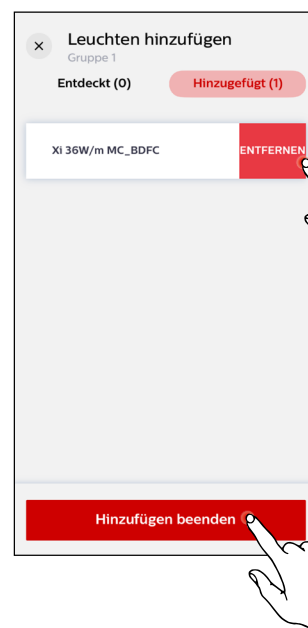 Leuchten hinzufügen
Gruppe 1
Entdeckt (0) Hinzugefügt (1)
Xi 36W/m MC_BDFC ENTFERNEN
Hinzufügen beenden